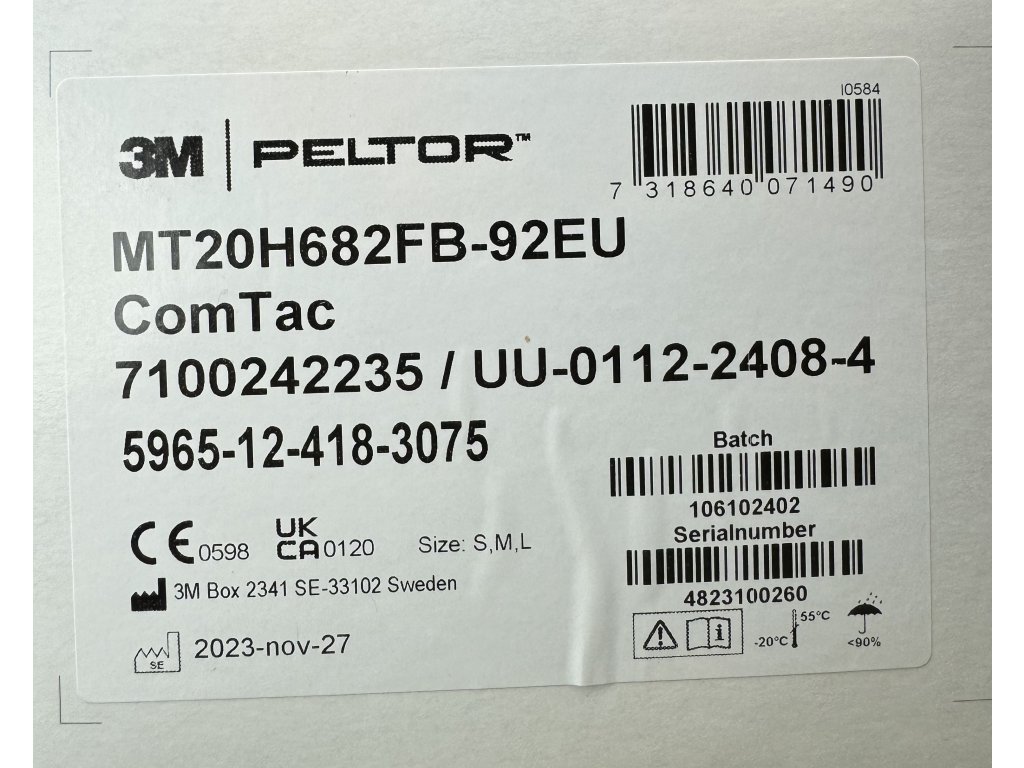 I0584
3M | PELTOR™
7 318640 071490
MT20H682FB-92EU
ComTac
7100242235 / UU-0112-2408-4
5965-12-418-3075
Batch
106102402
Serialnumber
4823100260
CE 0598 UKCA 0120 Size: S,M,L
3M Box 2341 SE-33102 Sweden
SE 2023-nov-27
-20°C 55°C <90%